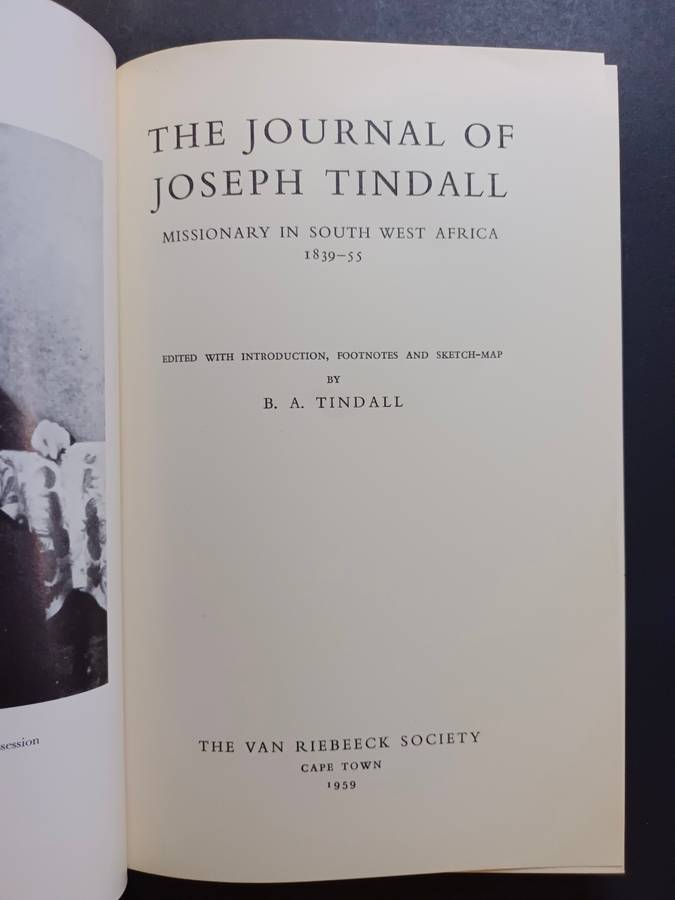 THE JOURNAL OF
JOSEPH TINDALL
MISSIONARY IN SOUTH WEST AFRICA
1839–55
EDITED WITH INTRODUCTION, FOOTNOTES AND SKETCH-MAP
BY
B. A. TINDALL
THE VAN RIEBEECK SOCIETY
CAPE TOWN
1959